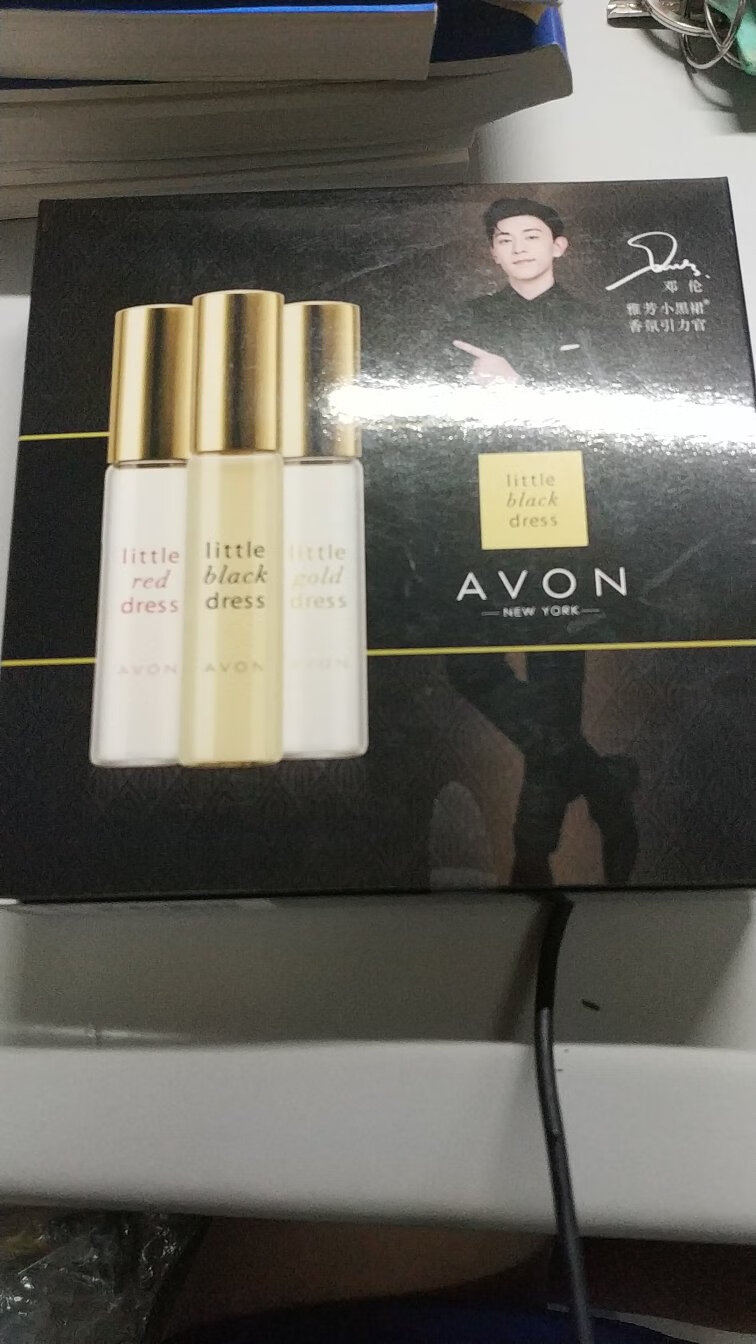 邓伦
雅芳小黑裙®
香氛引力官
little
red
dress
AVON
little
black
dress
AVON
little
gold
dress
AVON
little
black
dress
AVON
NEW YORK